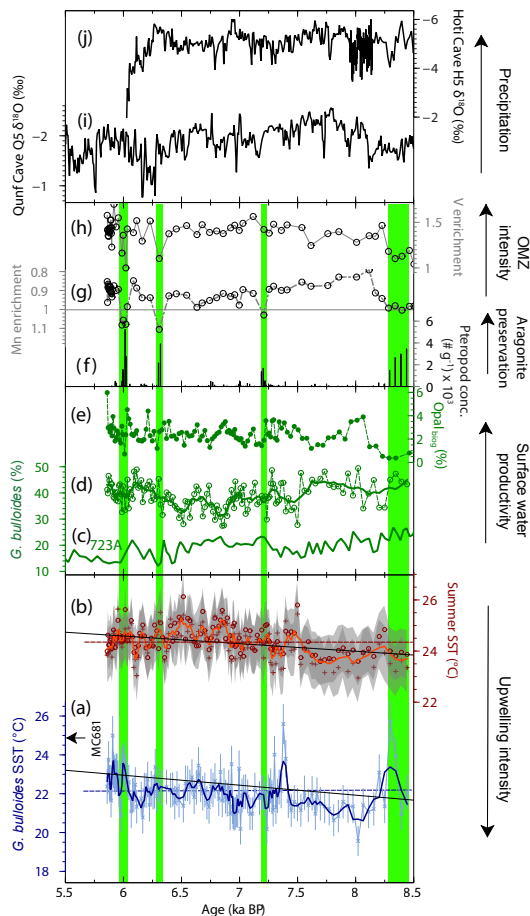 (j)
−6
−4
−2
Hoti Cave H5 δ18O (‰)
Precipitation
(i)
−2
−1
Qunf Cave Q5 δ18O (‰)
(h)
1.5
1
V enrichment
OMZ
intensity
(g)
0.8
0.9
1
1.1
Mn enrichment
(f)
6
4
2
0
Pteropod conc.
(# g⁻¹) × 10³
Aragonite
preservation
(e)
6
4
2
0
Opalbiog
(%)
(d)
50
40
30
20
10
G. bulloides (%)
(c)
723A
Surface water
productivity
(b)
26
24
22
Summer SST
(°C)
(a)
26
24
22
20
18
G. bulloides SST (°C)
MC681
Upwelling intensity
5.5
6
6.5
7
7.5
8
8.5
Age (ka BP)